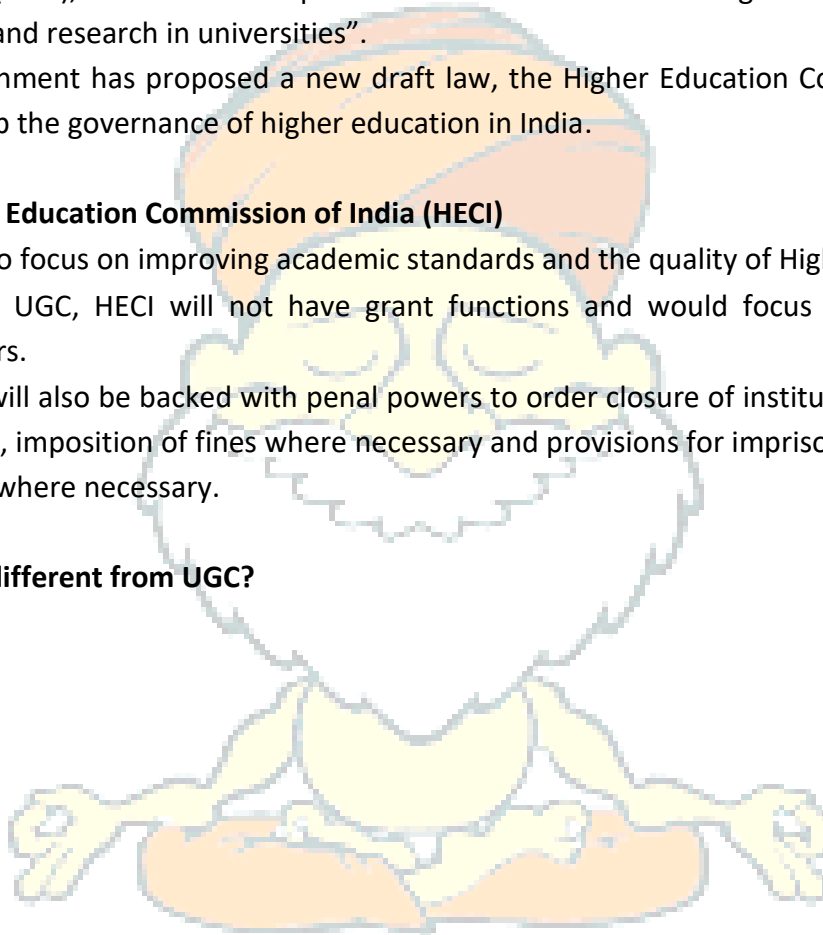 and research in universities”.
nment has proposed a new draft law, the Higher Education Co
the governance of higher education in India.
Education Commission of India (HECI)
o focus on improving academic standards and the quality of Hig
UGC, HECI will not have grant functions and would focus
rs.
will also be backed with penal powers to order closure of institu
, imposition of fines where necessary and provisions for impriso
where necessary.
different from UGC?